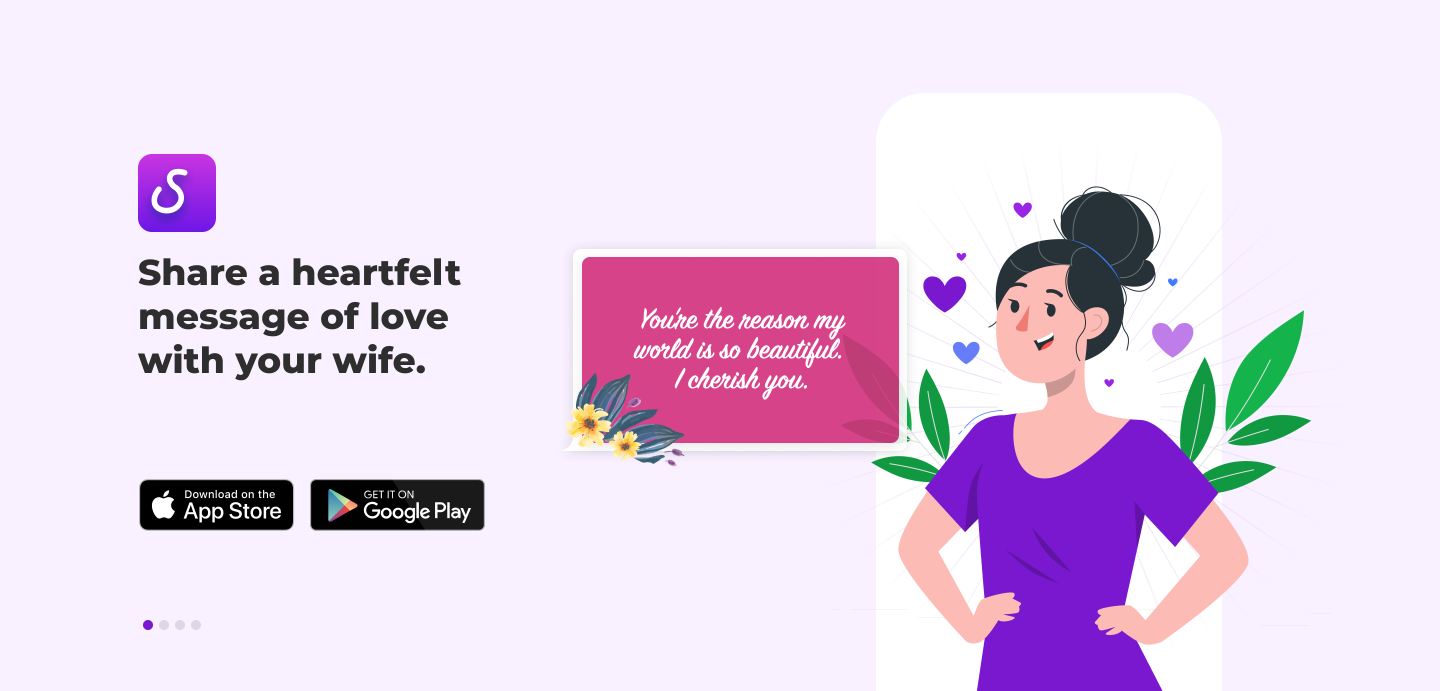 S
Share a heartfelt
message of love
with your wife.
You're the reason my
world is so beautiful.
I cherish you.
Download on the
App Store
GET IT ON
Google Play